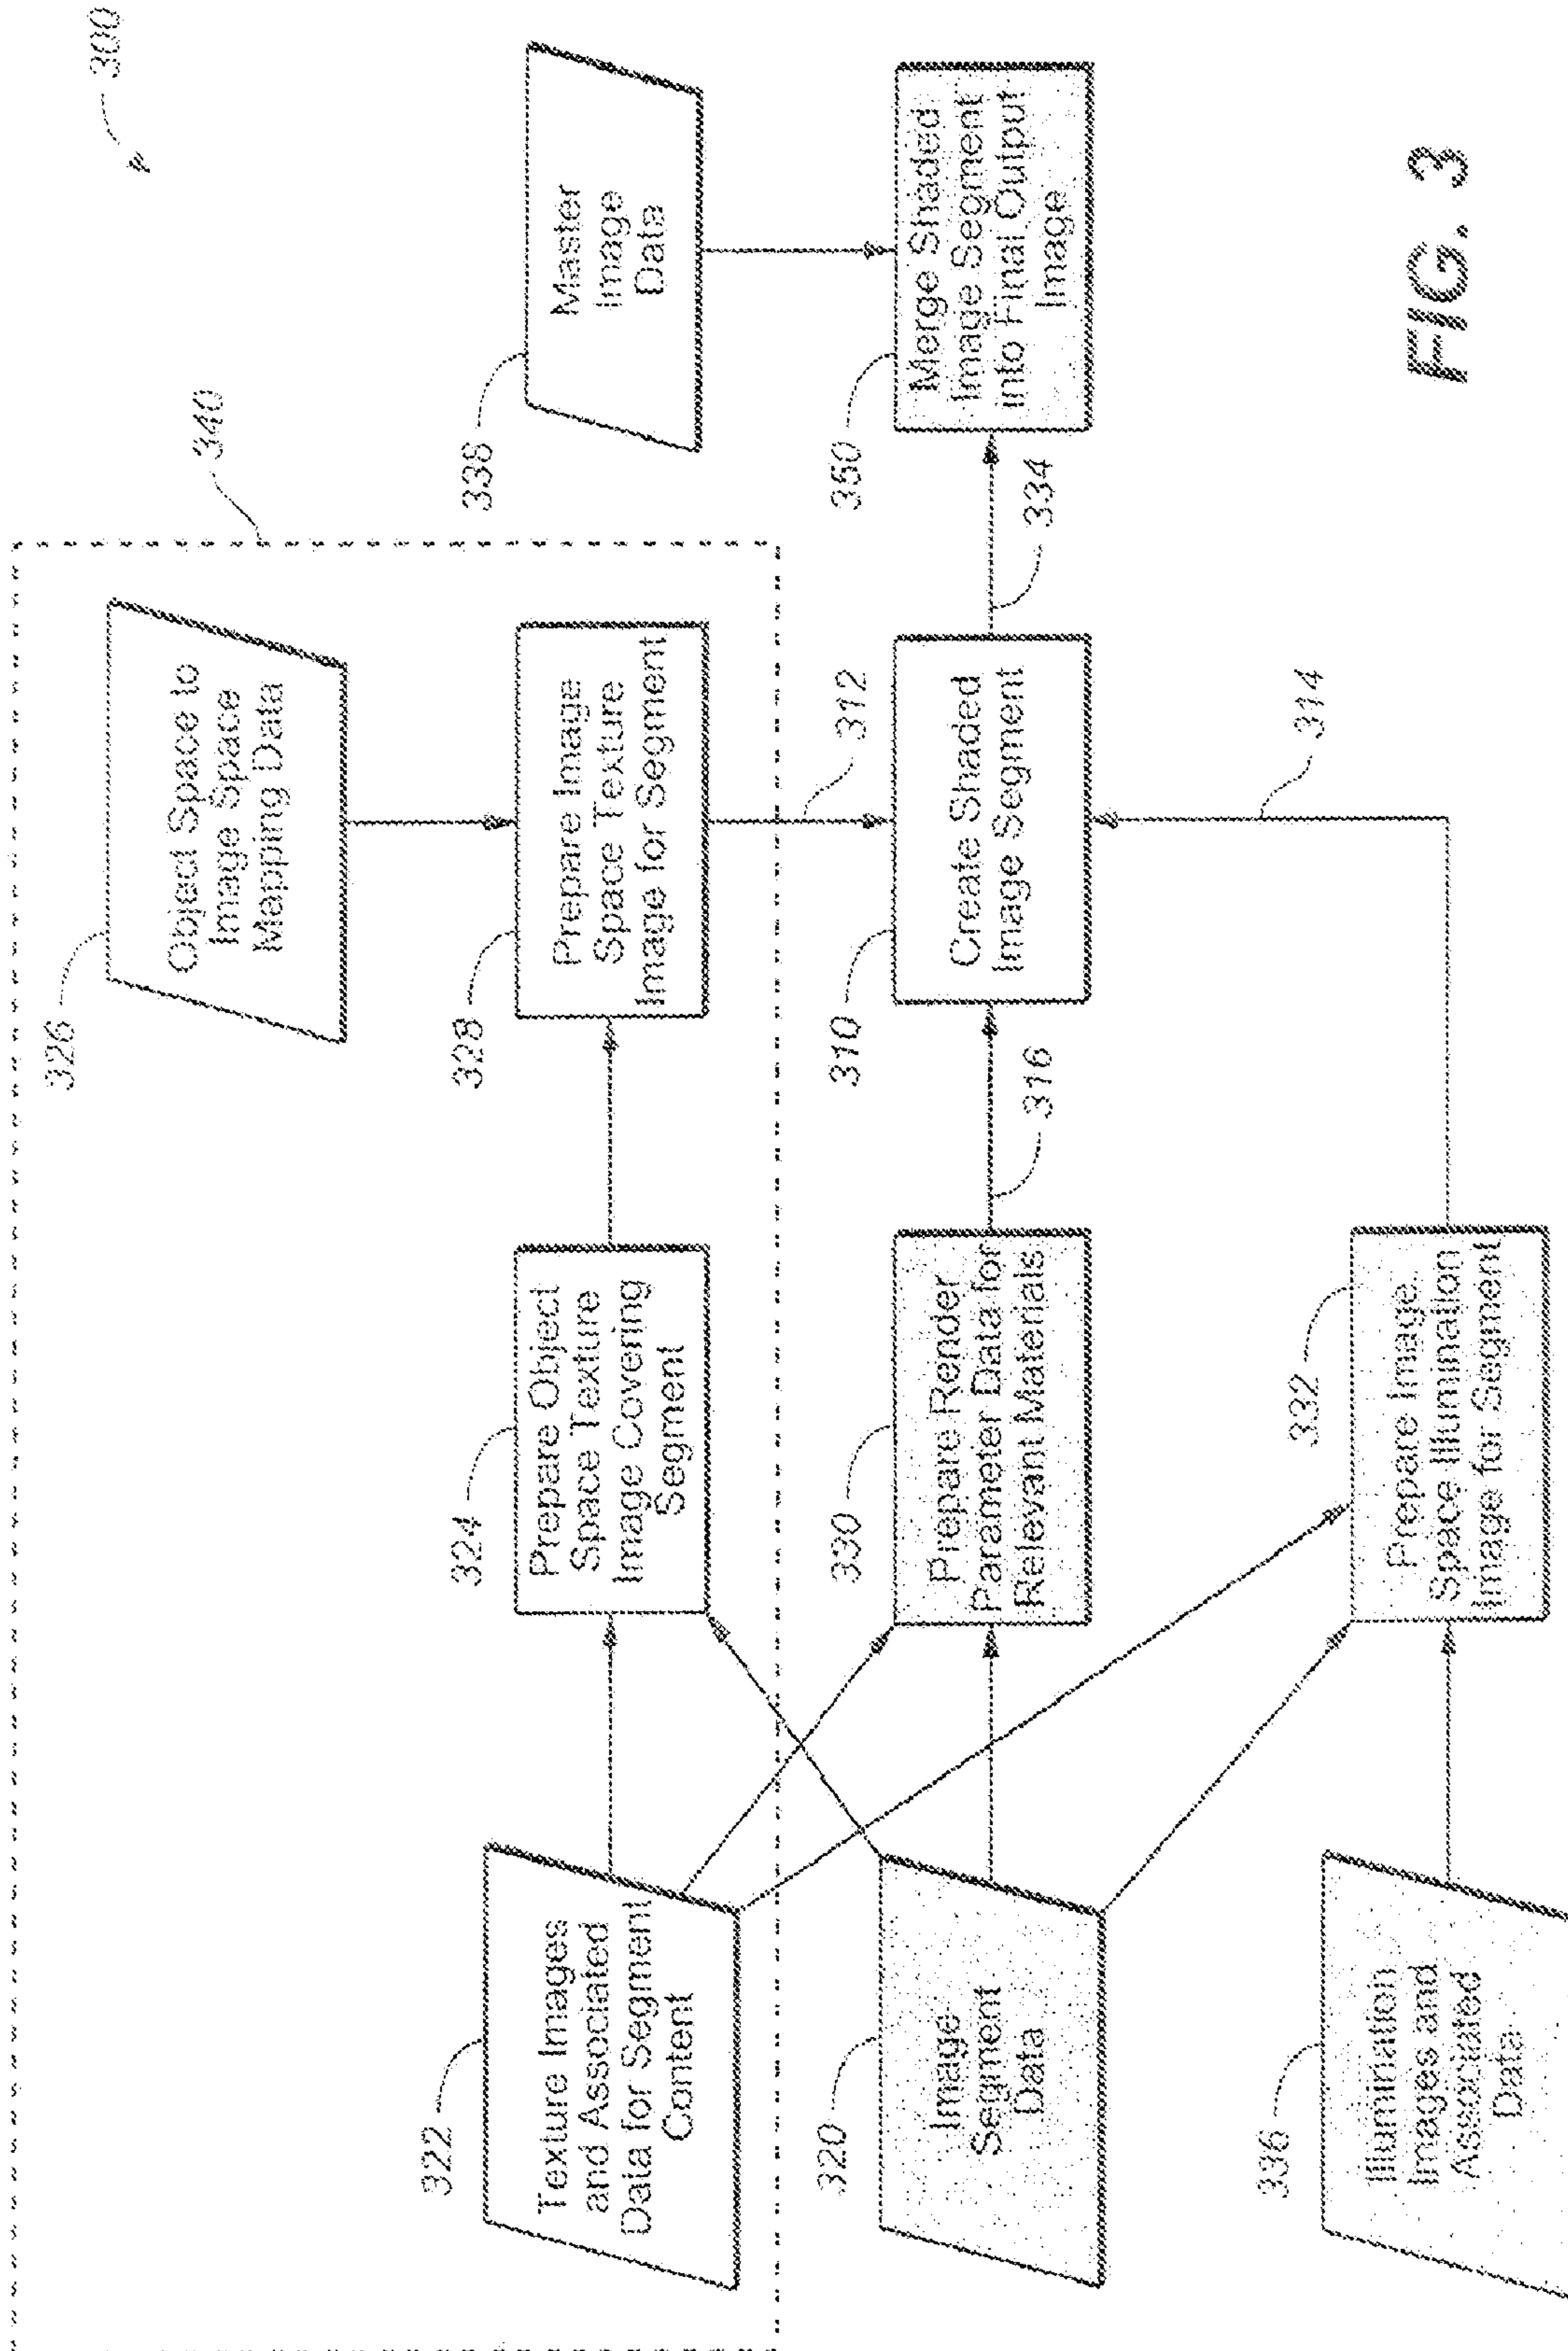 300
340
326
Object Space to
Image Space
Mapping Data
338
Master
Image
Data
322
Texture Images
and Associated
Data for Segment
Content
324
Prepare Object
Space Texture
Image Covering
Segment
328
Prepare Image
Space Texture
Image for Segment
312
320
Image
Segment
Data
330
Prepare Render
Parameter Data for
Relevant Materials
316
310
Create Shaded
Image Segment
334
350
Merge Shaded
Image Segment
into Final Output
Image
314
336
Illumination
Images and
Associated
Data
332
Prepare Image
Space Illumination
Image for Segment
FIG. 3